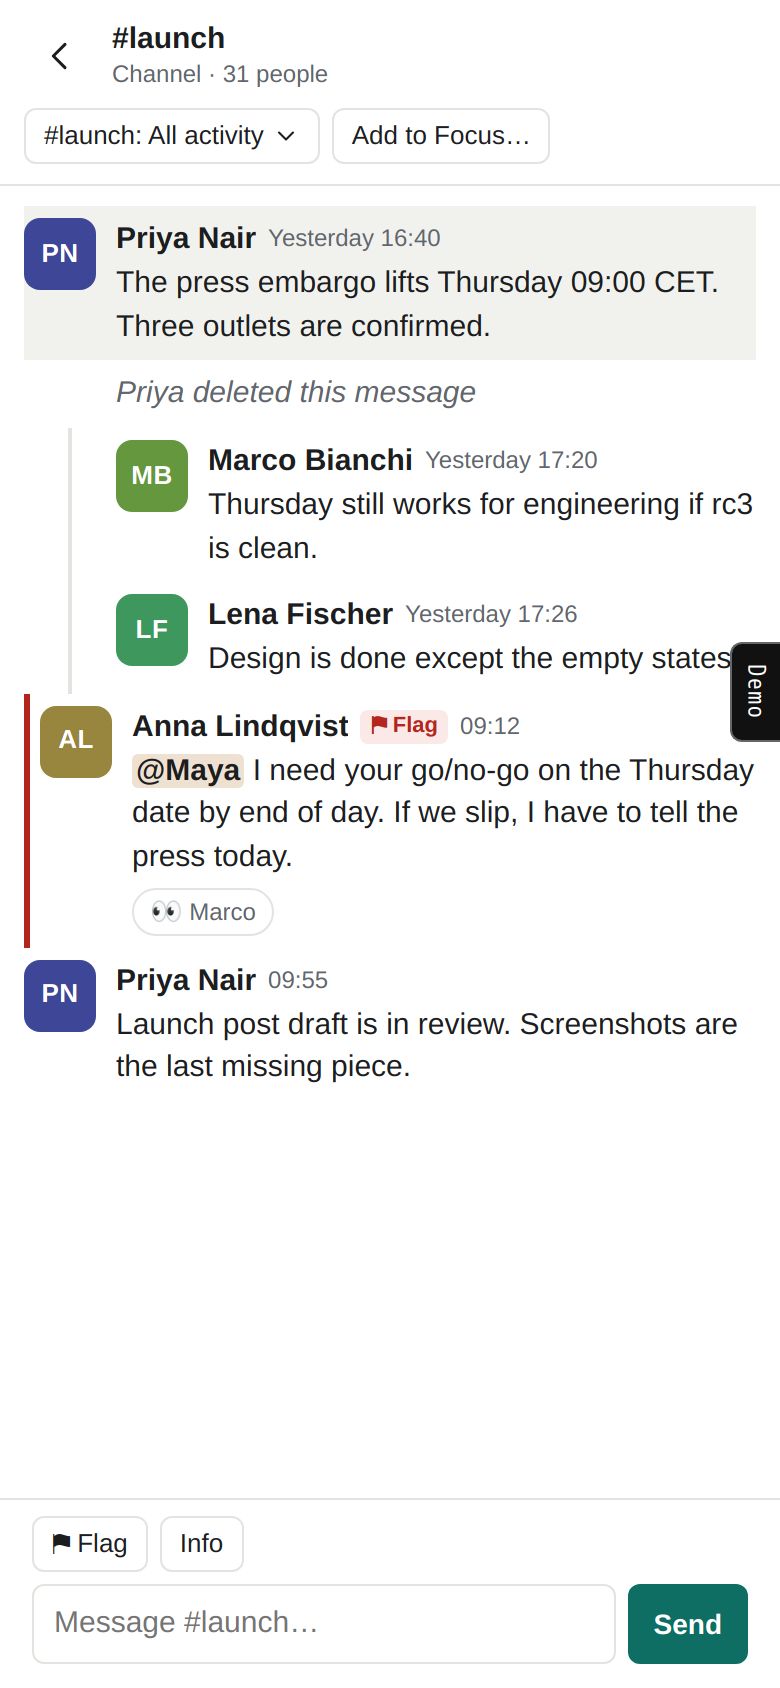 #launch
Channel · 31 people
#launch: All activity
Add to Focus…
PN
Priya Nair Yesterday 16:40
The press embargo lifts Thursday 09:00 CET.
Three outlets are confirmed.
Priya deleted this message
MB
Marco Bianchi Yesterday 17:20
Thursday still works for engineering if rc3
is clean.
LF
Lena Fischer Yesterday 17:26
Design is done except the empty states
Demo
AL
Anna Lindqvist Flag 09:12
@Maya I need your go/no-go on the Thursday
date by end of day. If we slip, I have to tell the
press today.
👀 Marco
PN
Priya Nair 09:55
Launch post draft is in review. Screenshots are
the last missing piece.
Flag
Info
Message #launch…
Send